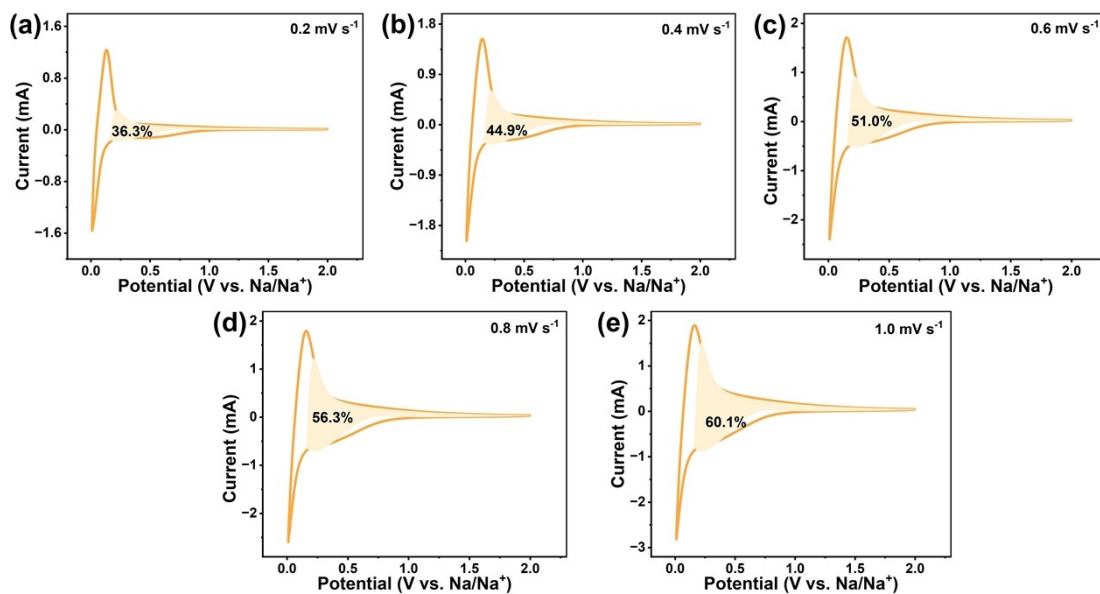 (a)
0.2 mV s⁻¹
1.6
0.8
0.0
−0.8
−1.6
36.3%
Current (mA)
0.0 0.5 1.0 1.5 2.0
Potential (V vs. Na/Na⁺)
(b)
0.4 mV s⁻¹
1.8
0.9
0.0
−0.9
−1.8
44.9%
Current (mA)
0.0 0.5 1.0 1.5 2.0
Potential (V vs. Na/Na⁺)
(c)
0.6 mV s⁻¹
2
1
0
−1
−2
51.0%
Current (mA)
0.0 0.5 1.0 1.5 2.0
Potential (V vs. Na/Na⁺)
(d)
0.8 mV s⁻¹
2
1
0
−1
−2
56.3%
Current (mA)
0.0 0.5 1.0 1.5 2.0
Potential (V vs. Na/Na⁺)
(e)
1.0 mV s⁻¹
2
1
0
−1
−2
−3
60.1%
Current (mA)
0.0 0.5 1.0 1.5 2.0
Potential (V vs. Na/Na⁺)